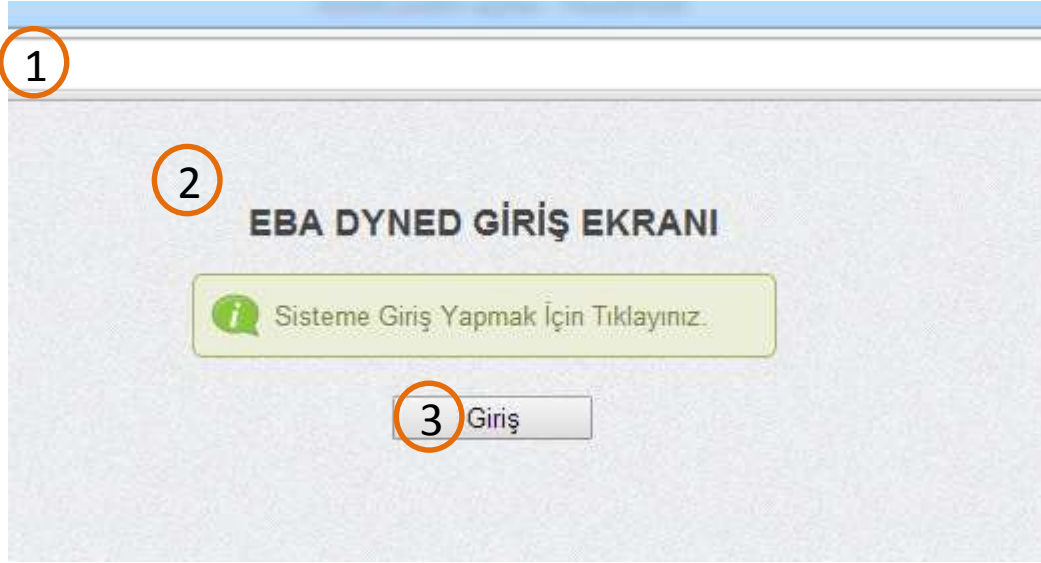 1
2
EBA DYNED GİRİŞ EKRANI
Sisteme Giriş Yapmak İçin Tıklayınız.
3 Giriş